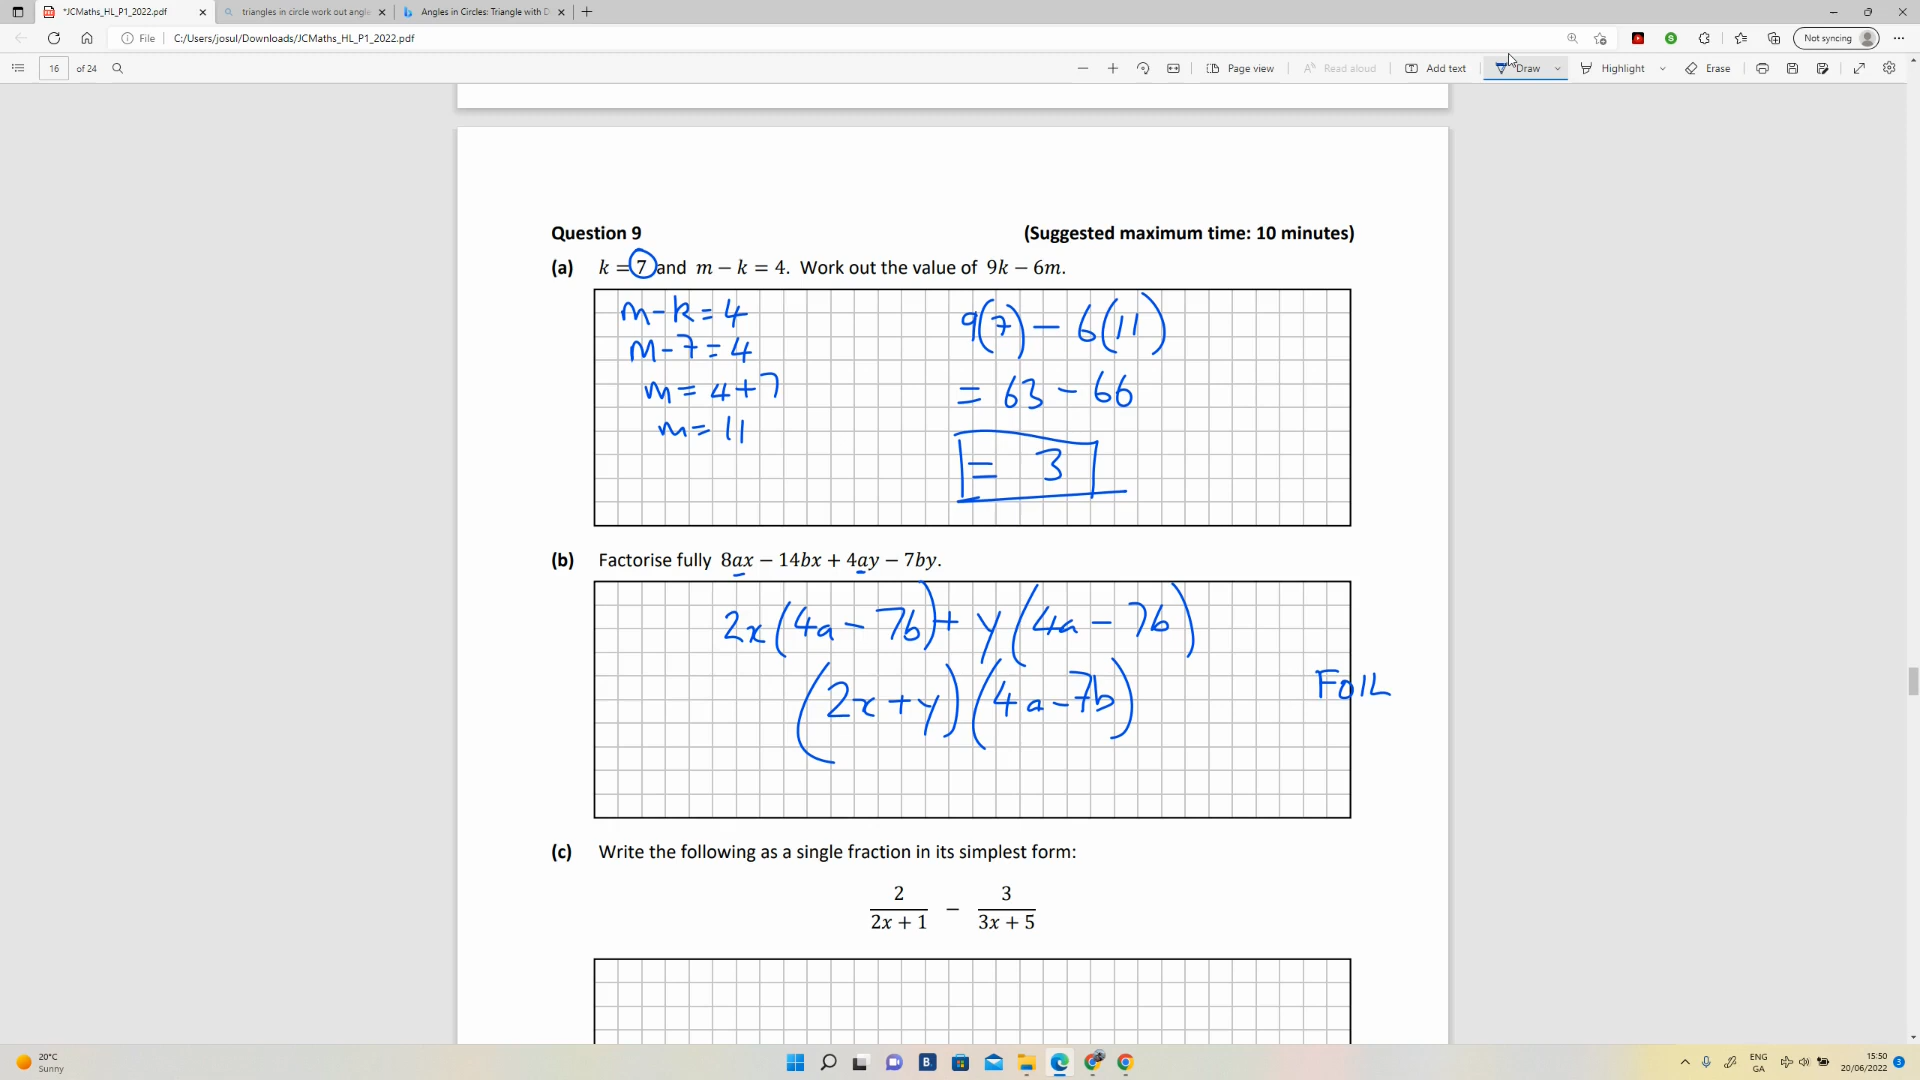 *JCMaths_HL_P1_2022.pdf
triangles in circle work out angle
Angles in Circles: Triangle with D
File
C:/Users/josul/Downloads/JCMaths_HL_P1_2022.pdf
Not syncing
16 of 24
Page view
Read aloud
Add text
Draw
Highlight
Erase
Question 9 (Suggested maximum time: 10 minutes)
(a) k = 7 and m − k = 4. Work out the value of 9k − 6m.
m - k = 4
m - 7 = 4
m = 4 + 7
m = 11
9(7) - 6(11)
= 63 - 66
= 3
(b) Factorise fully 8ax − 14bx + 4ay − 7by.
2x(4a - 7b) + y(4a - 7b)
(2x + y)(4a - 7b)
FOIL
(c) Write the following as a single fraction in its simplest form:
2 3
−
2x + 1 3x + 5
20°C
Sunny
ENG
GA
15:50
20/06/2022
3